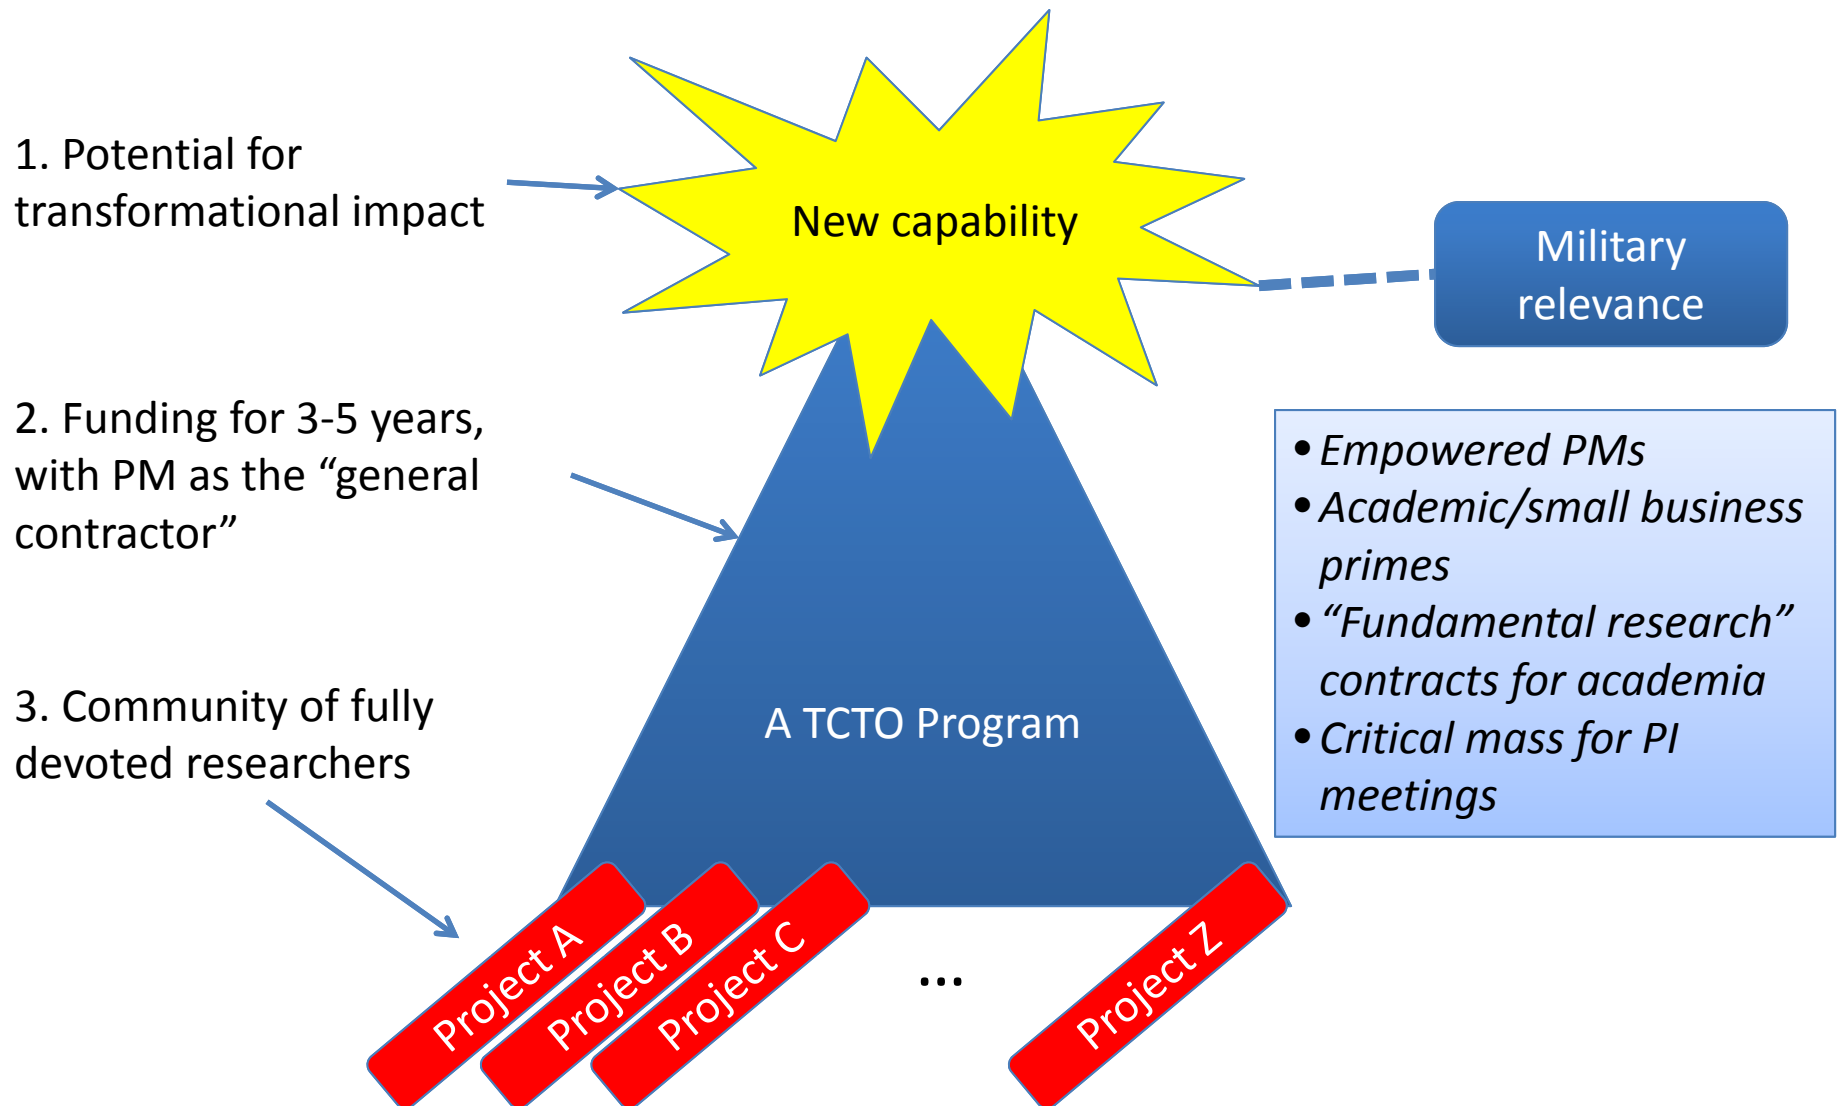 1. Potential for
transformational impact
New capability
Military
relevance
2. Funding for 3-5 years,
with PM as the “general
contractor”
• Empowered PMs
• Academic/small business
primes
• “Fundamental research”
contracts for academia
• Critical mass for PI
meetings
3. Community of fully
devoted researchers
A TCTO Program
Project A
Project B
Project C
...
Project Z